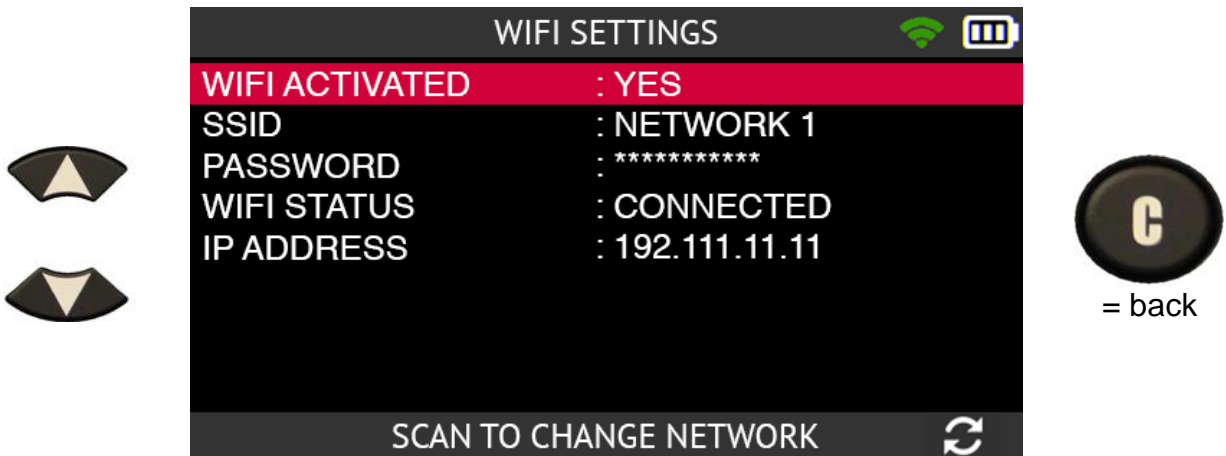 WIFI SETTINGS
WIFI ACTIVATED : YES
SSID : NETWORK 1
PASSWORD : ***********
WIFI STATUS : CONNECTED
IP ADDRESS : 192.111.11.11
C
= back
SCAN TO CHANGE NETWORK